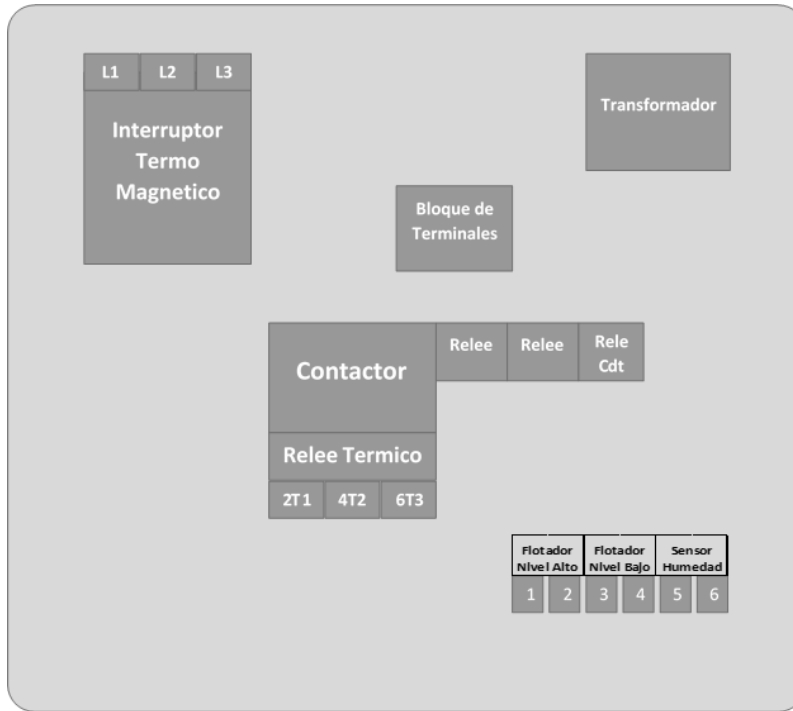 L1 L2 L3
Interruptor
Termo
Magnetico
Transformador
Bloque de
Terminales
Contactor
Relee
Relee
Rele
Cdt
Relee Termico
2T1 4T2 6T3
Flotador
Nivel Alto
Flotador
Nivel Bajo
Sensor
Humedad
1 2 3 4 5 6